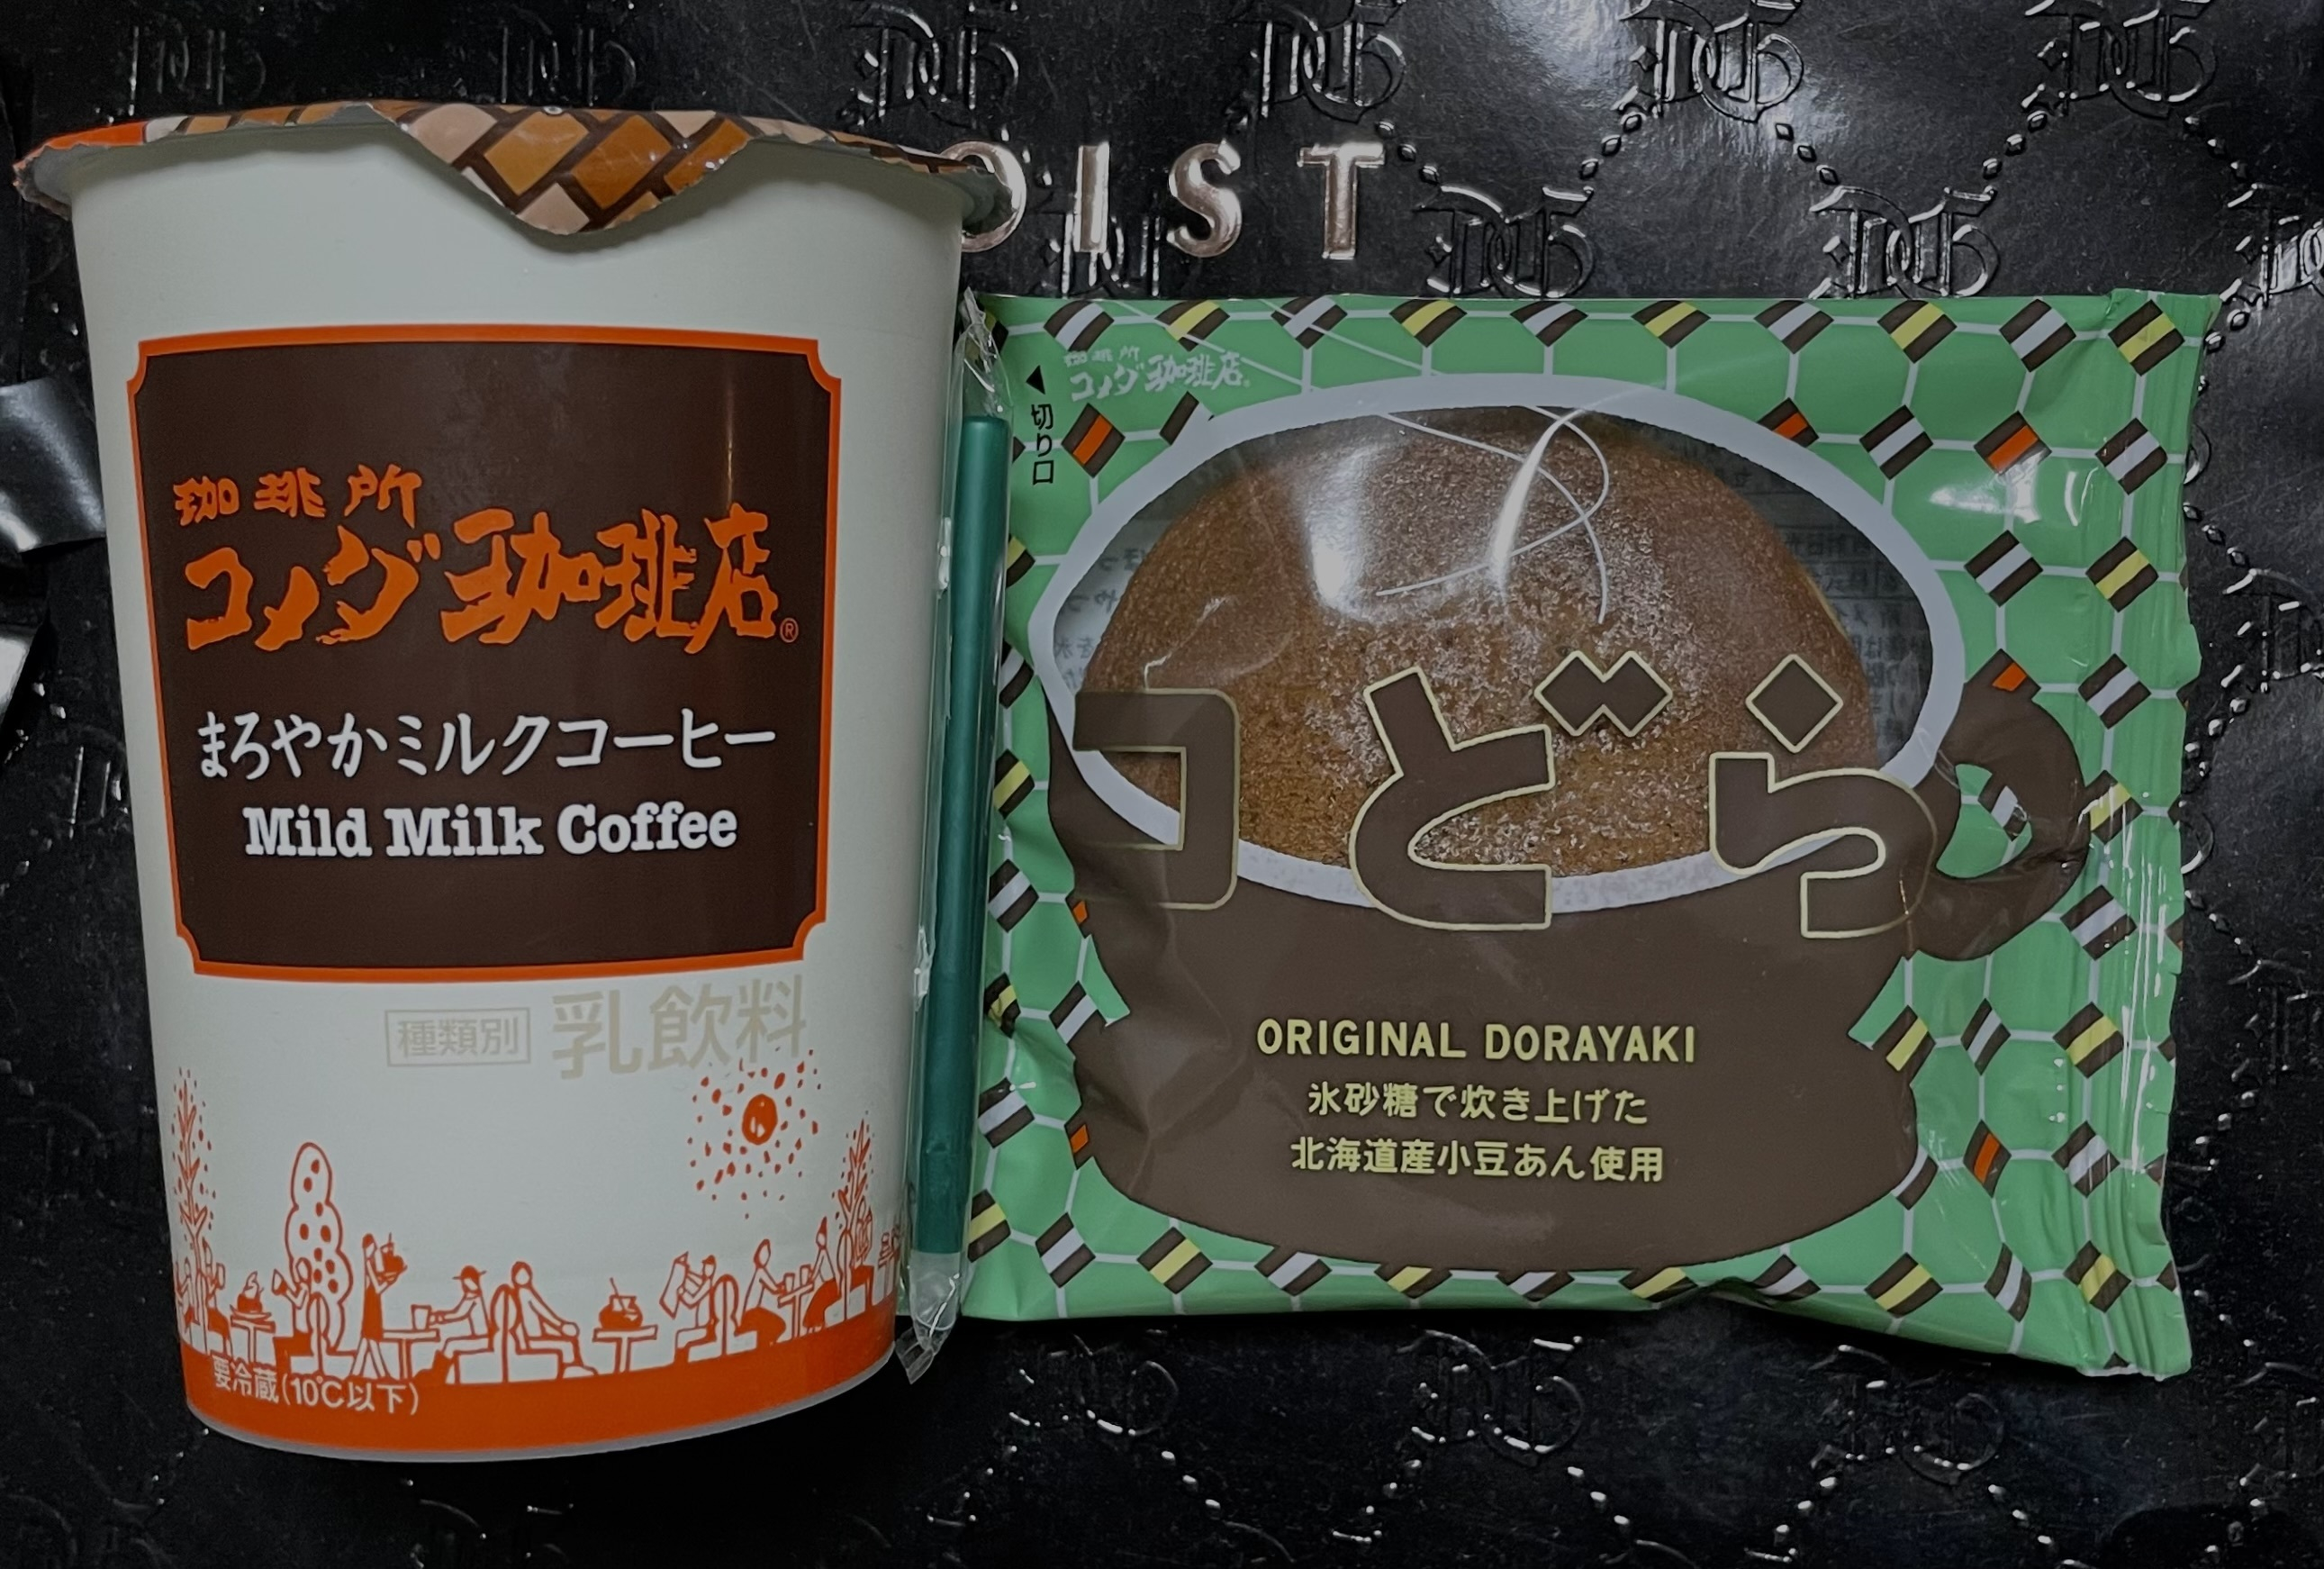 珈琲所
コメダ珈琲店®
まろやかミルクコーヒー
Mild Milk Coffee
種類別 乳飲料
要冷蔵(10℃以下)
OIST
珈琲所
コメダ珈琲店®
◀切り口
コどら
ORIGINAL DORAYAKI
氷砂糖で炊き上げた
北海道産小豆あん使用